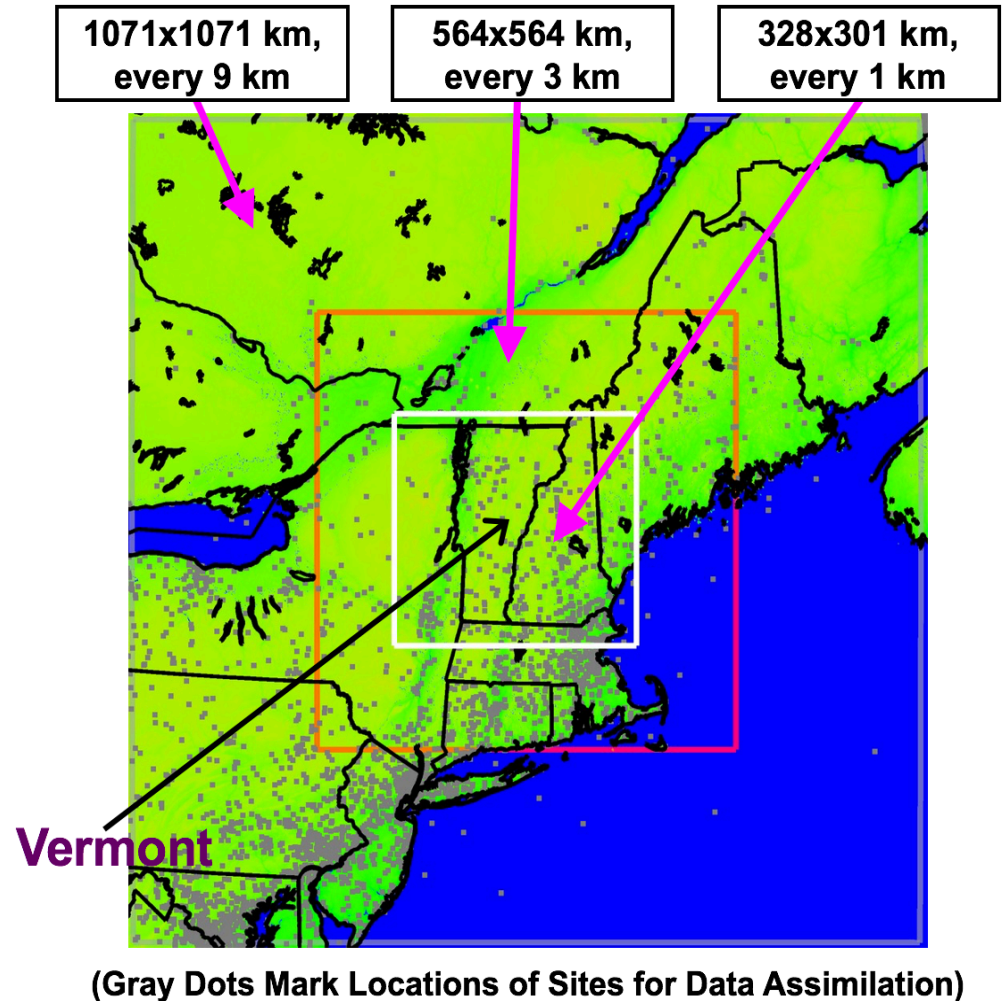 1071x1071 km,
every 9 km
564x564 km,
every 3 km
328x301 km,
every 1 km
Vermont
(Gray Dots Mark Locations of Sites for Data Assimilation)